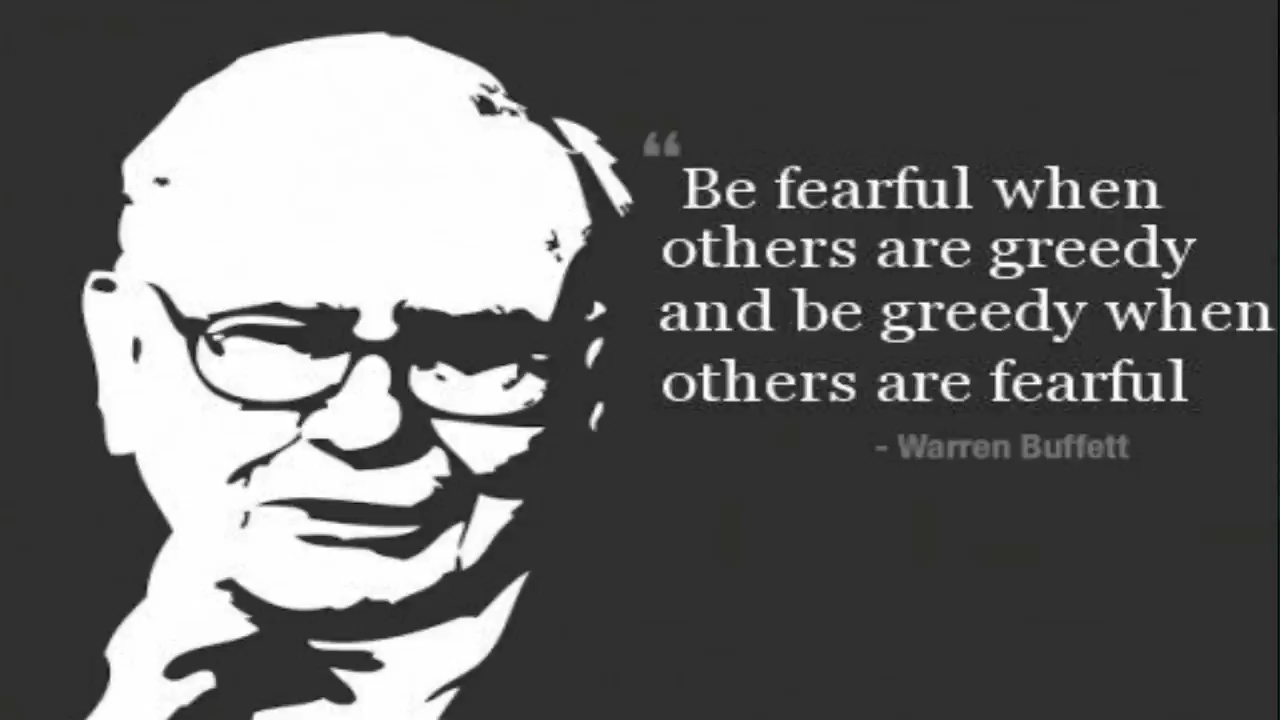 “
Be fearful when
others are greedy
and be greedy when
others are fearful
- Warren Buffett